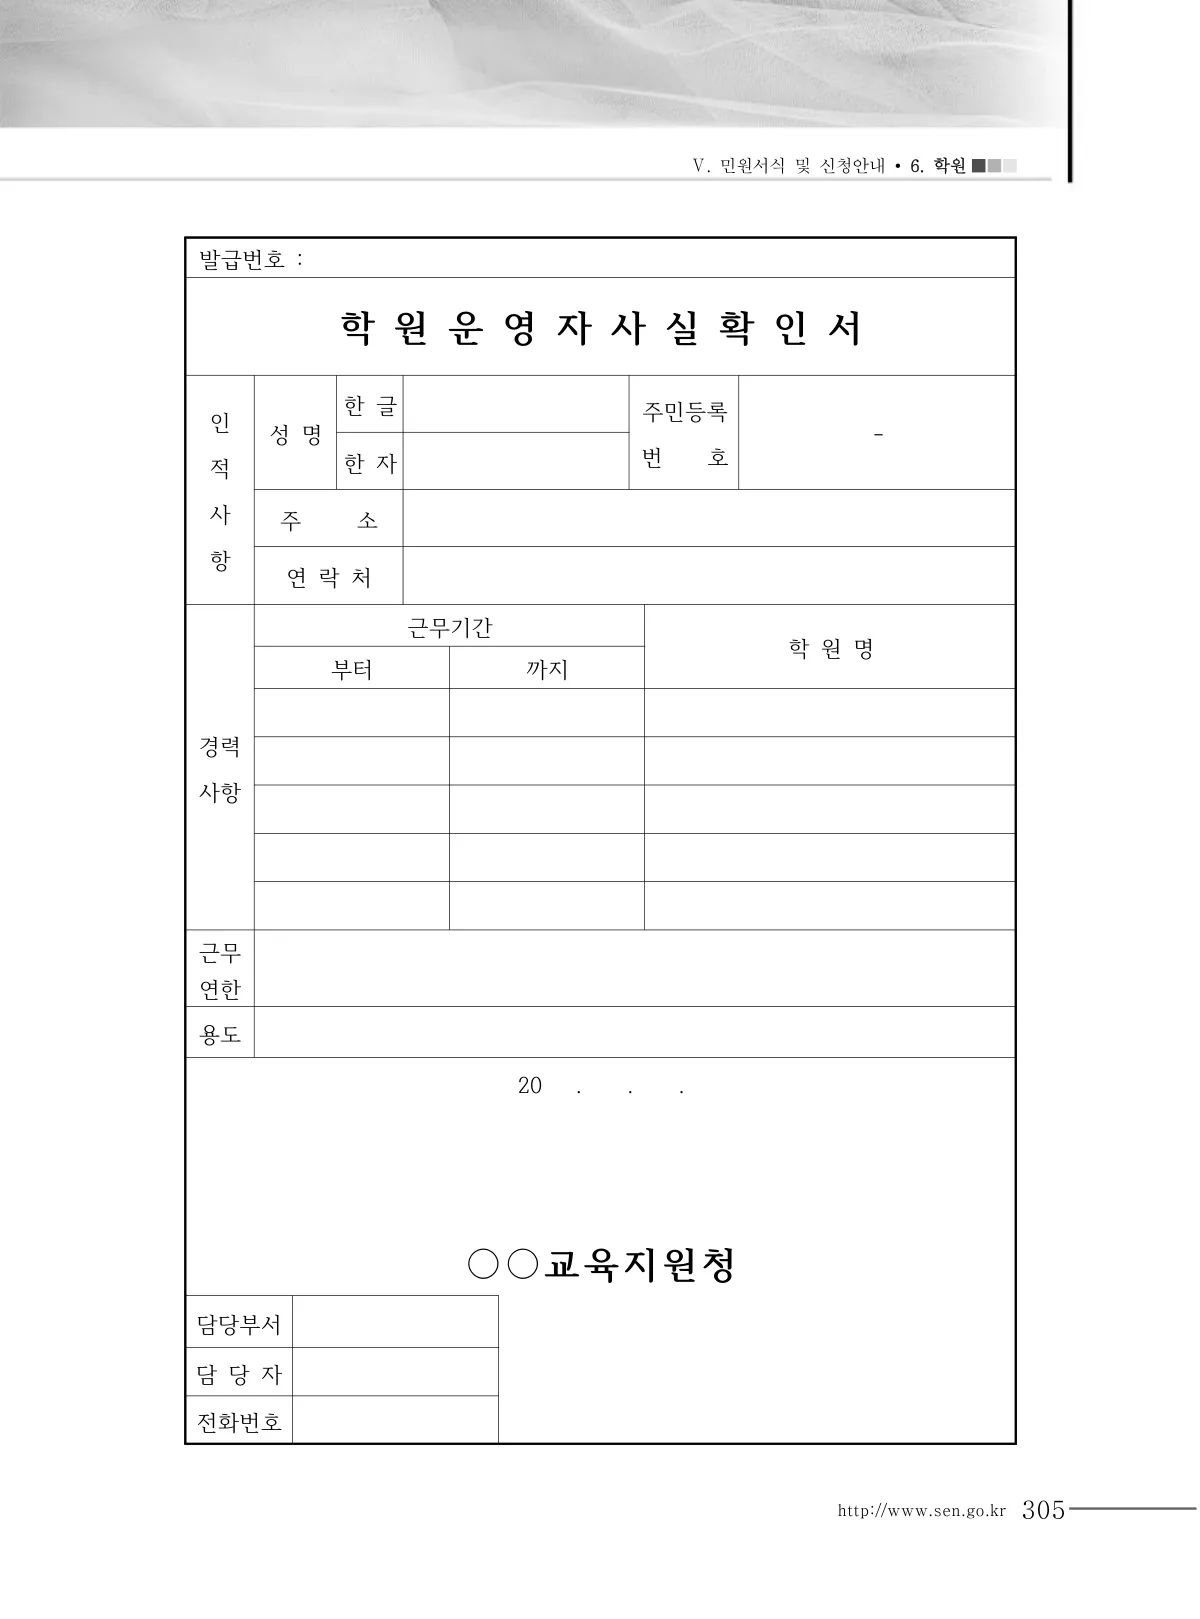 Ⅴ. 민원서식 및 신청안내 • 6. 학원
발급번호 :
학 원 운 영 자 사 실 확 인 서
인
적
사
항
성 명
한 글
한 자
주민등록
번 호
-
주 소
연 락 처
경력
사항
근무기간
부터
까지
학 원 명
근무
연한
용도
20 . . .
○○교육지원청
담당부서
담 당 자
전화번호
http://www.sen.go.kr 305